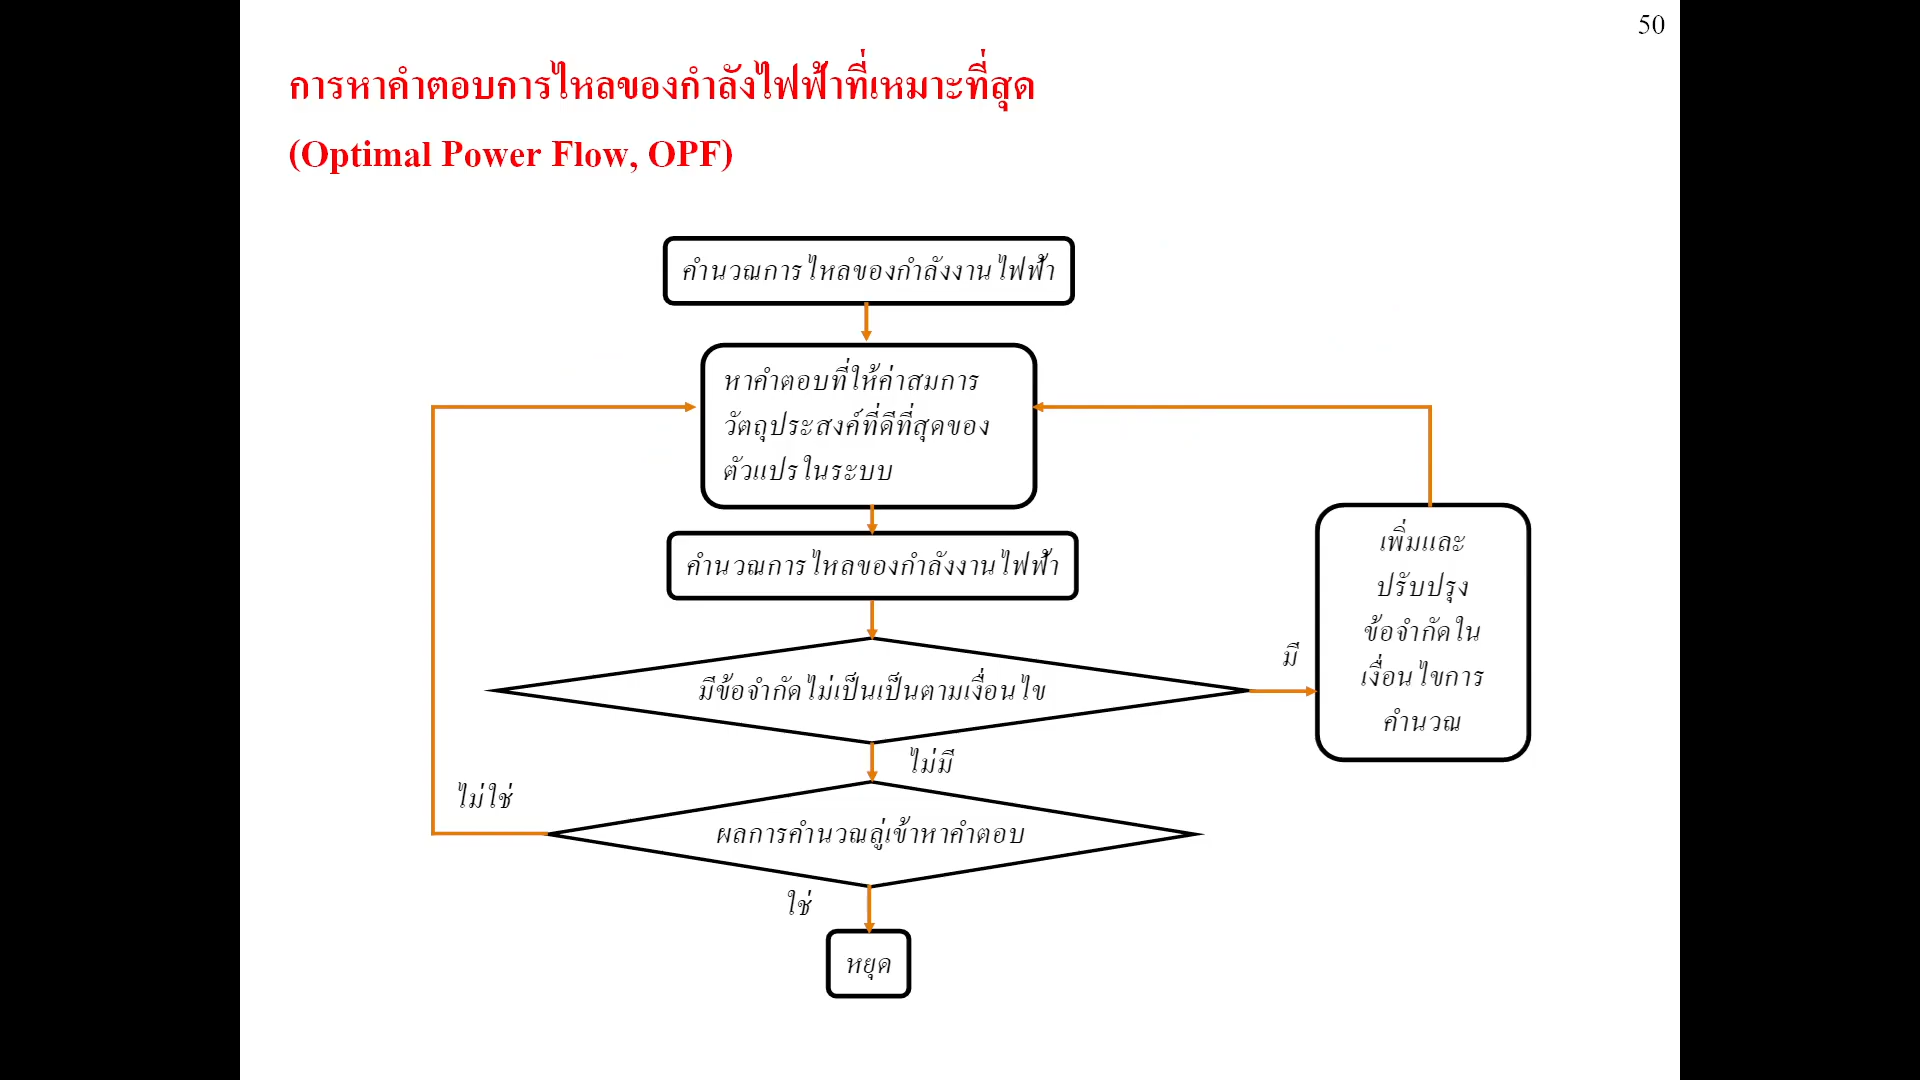 50
การหาคำตอบการไหลของกำลังไฟฟ้าที่เหมาะที่สุด
(Optimal Power Flow, OPF)
คำนวณการไหลของกำลังงานไฟฟ้า
หาคำตอบที่ให้ค่าสมการ
วัตถุประสงค์ที่ดีที่สุดของ
ตัวแปรในระบบ
คำนวณการไหลของกำลังงานไฟฟ้า
มีข้อจำกัดไม่เป็นเป็นตามเงื่อนไข
มี
เพิ่มและ
ปรับปรุง
ข้อจำกัดใน
เงื่อนไขการ
คำนวณ
ไม่มี
ไม่ใช่
ผลการคำนวณลู่เข้าหาคำตอบ
ใช่
หยุด